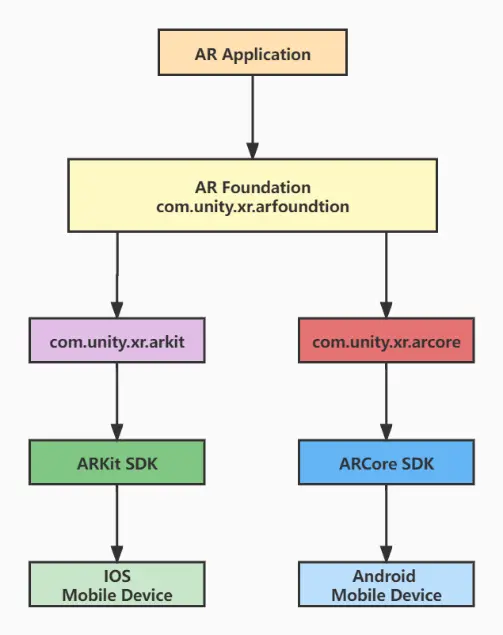 AR Application
AR Foundation
com.unity.xr.arfoundtion
com.unity.xr.arkit
com.unity.xr.arcore
ARKit SDK
ARCore SDK
IOS
Mobile Device
Android
Mobile Device